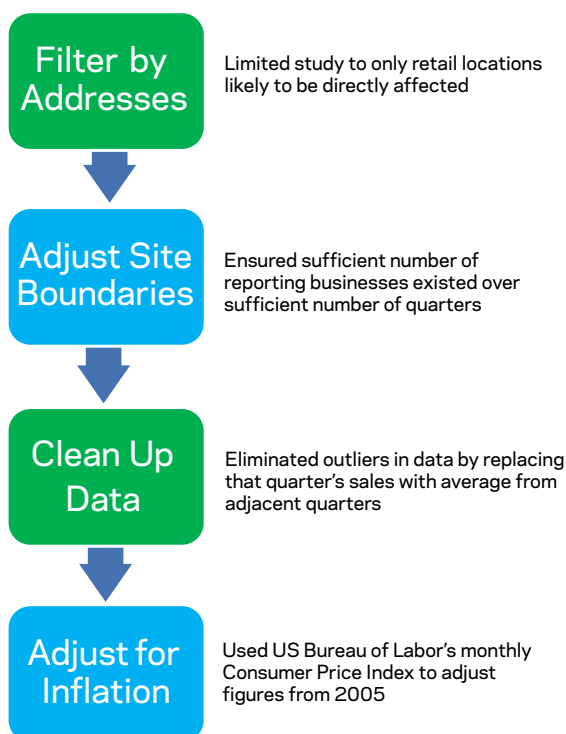 Filter by
Addresses
Limited study to only retail locations
likely to be directly affected
Adjust Site
Boundaries
Ensured sufficient number of
reporting businesses existed over
sufficient number of quarters
Clean Up
Data
Eliminated outliers in data by replacing
that quarter's sales with average from
adjacent quarters
Adjust for
Inflation
Used US Bureau of Labor's monthly
Consumer Price Index to adjust
figures from 2005